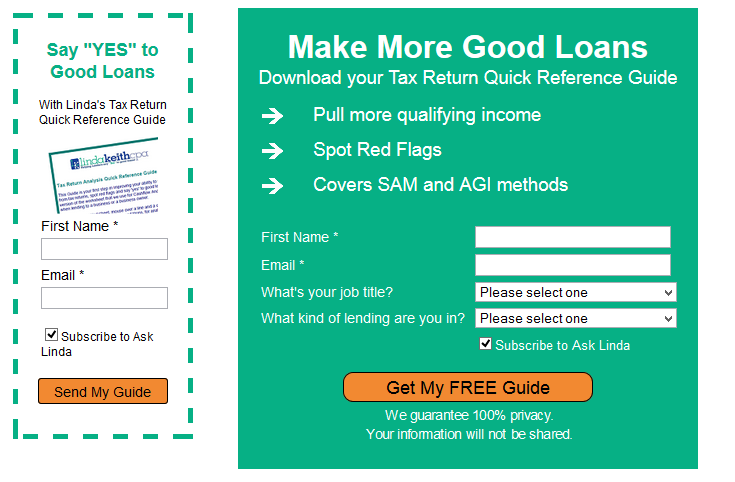 Say "YES" to
Good Loans
With Linda's Tax Return
Quick Reference Guide
lindakeithcpa
Tax Return Analysis Quick Reference Guide
First Name *
Email *
Subscribe to Ask
Linda
Send My Guide
Make More Good Loans
Download your Tax Return Quick Reference Guide
Pull more qualifying income
Spot Red Flags
Covers SAM and AGI methods
First Name *
Email *
What's your job title?
Please select one
What kind of lending are you in?
Please select one
Subscribe to Ask Linda
Get My FREE Guide
We guarantee 100% privacy.
Your information will not be shared.